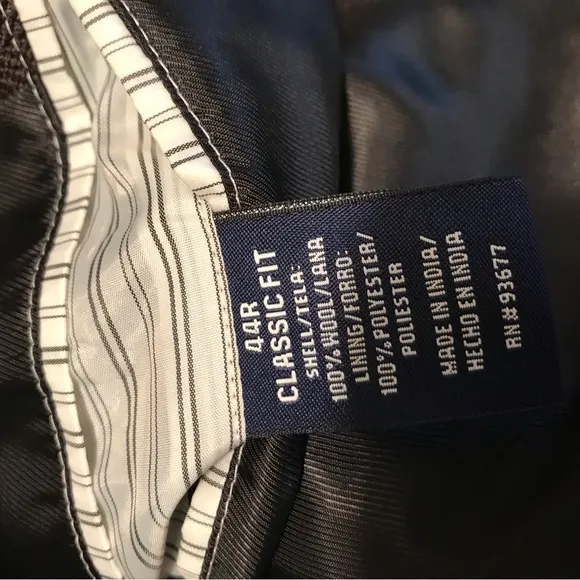 44R
CLASSIC FIT
SHELL/TELA:
100% WOOL/LANA
LINING/FORRO:
100% POLYESTER/
POLIESTER
MADE IN INDIA/
HECHO EN INDIA
RN# 93677